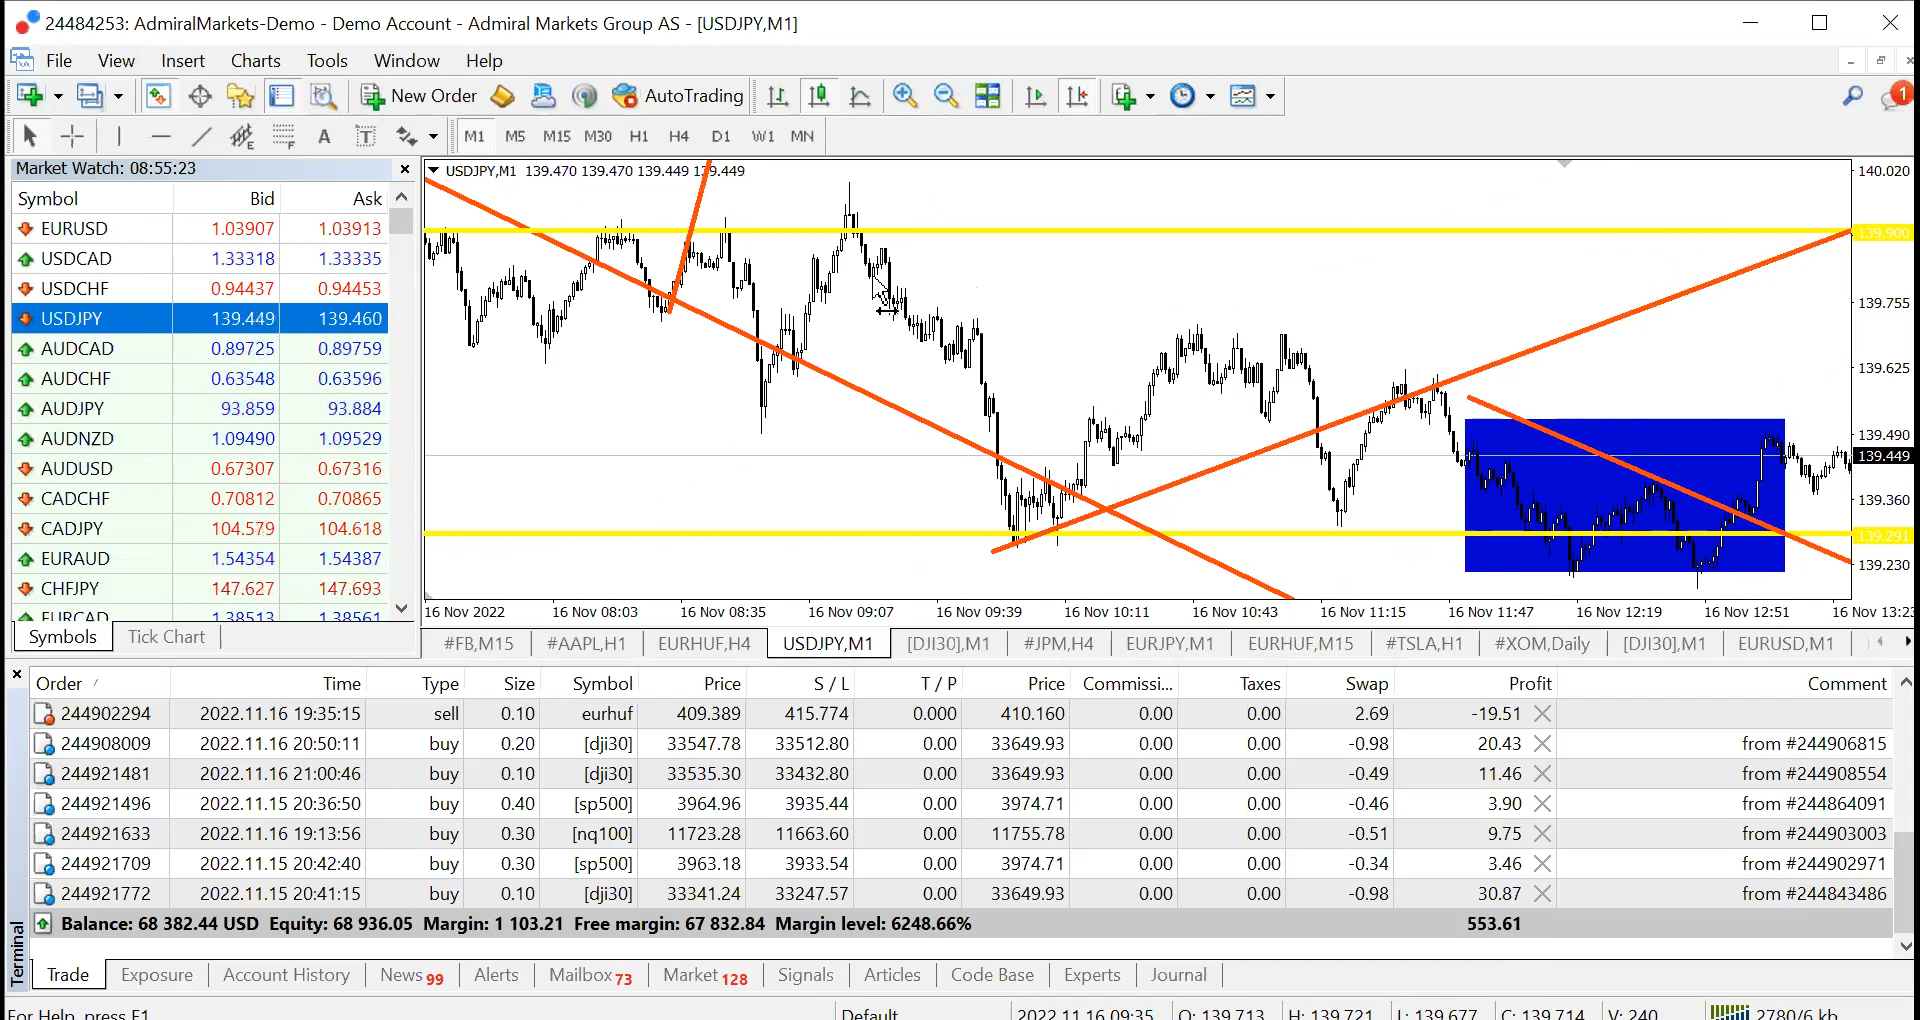 24484253: AdmiralMarkets-Demo - Demo Account - Admiral Markets Group AS - [USDJPY,M1]
File View Insert Charts Tools Window Help
New Order AutoTrading 1
E F A T M1 M5 M15 M30 H1 H4 D1 W1 MN
Market Watch: 08:55:23
Symbol Bid Ask
EURUSD 1.03907 1.03913
USDCAD 1.33318 1.33335
USDCHF 0.94437 0.94453
USDJPY 139.449 139.460
AUDCAD 0.89725 0.89759
AUDCHF 0.63548 0.63596
AUDJPY 93.859 93.884
AUDNZD 1.09490 1.09529
AUDUSD 0.67307 0.67316
CADCHF 0.70812 0.70865
CADJPY 104.579 104.618
EURAUD 1.54354 1.54387
CHFJPY 147.627 147.693
EURCAD 1.38513 1.38561
Symbols Tick Chart
USDJPY,M1 139.470 139.470 139.449 139.449
140.020
139.900
139.755
139.625
139.490
139.449
139.360
139.291
139.230
16 Nov 2022 16 Nov 08:03 16 Nov 08:35 16 Nov 09:07 16 Nov 09:39 16 Nov 10:11 16 Nov 10:43 16 Nov 11:15 16 Nov 11:47 16 Nov 12:19 16 Nov 12:51 16 Nov 13:23
#FB,M15 #AAPL,H1 EURHUF,H4 USDJPY,M1 [DJI30],M1 #JPM,H4 EURJPY,M1 EURHUF,M15 #TSLA,H1 #XOM,Daily [DJI30],M1 EURUSD,M1
Order Time Type Size Symbol Price S / L T / P Price Commissi... Taxes Swap Profit Comment
244902294 2022.11.16 19:35:15 sell 0.10 eurhuf 409.389 415.774 0.000 410.160 0.00 0.00 2.69 -19.51
244908009 2022.11.16 20:50:11 buy 0.20 [dji30] 33547.78 33512.80 0.00 33649.93 0.00 0.00 -0.98 20.43 from #244906815
244921481 2022.11.16 21:00:46 buy 0.10 [dji30] 33535.30 33432.80 0.00 33649.93 0.00 0.00 -0.49 11.46 from #244908554
244921496 2022.11.15 20:36:50 buy 0.40 [sp500] 3964.96 3935.44 0.00 3974.71 0.00 0.00 -0.46 3.90 from #244864091
244921633 2022.11.16 19:13:56 buy 0.30 [nq100] 11723.28 11663.60 0.00 11755.78 0.00 0.00 -0.51 9.75 from #244903003
244921709 2022.11.15 20:42:40 buy 0.30 [sp500] 3963.18 3933.54 0.00 3974.71 0.00 0.00 -0.34 3.46 from #244902971
244921772 2022.11.15 20:41:15 buy 0.10 [dji30] 33341.24 33247.57 0.00 33649.93 0.00 0.00 -0.98 30.87 from #244843486
Balance: 68 382.44 USD Equity: 68 936.05 Margin: 1 103.21 Free margin: 67 832.84 Margin level: 6248.66% 553.61
Terminal
Trade Exposure Account History News 99 Alerts Mailbox 73 Market 128 Signals Articles Code Base Experts Journal
For Help, press F1 Default 2022.11.16 09:35 O: 139.713 H: 139.721 L: 139.677 C: 139.714 V: 240 2780/6 kb